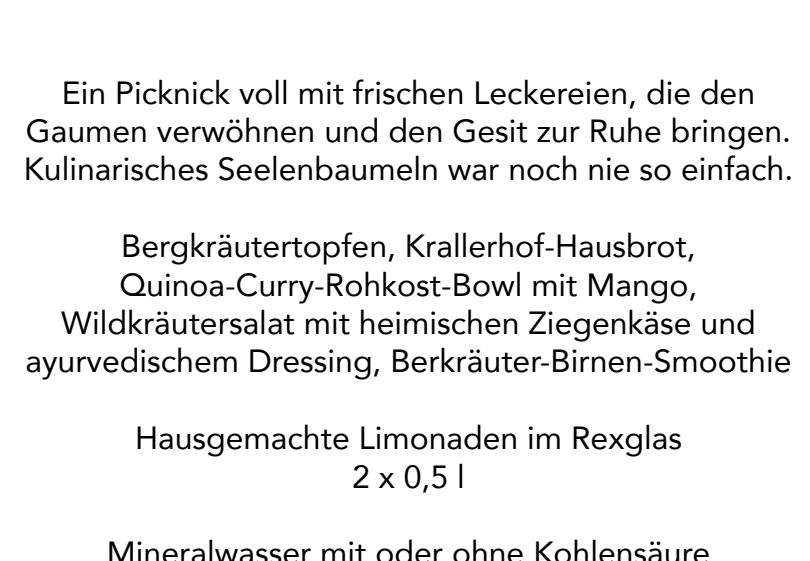 Ein Picknick voll mit frischen Leckereien, die den
Gaumen verwöhnen und den Gesit zur Ruhe bringen.
Kulinarisches Seelenbaumeln war noch nie so einfach.
Bergkräutertopfen, Krallerhof-Hausbrot,
Quinoa-Curry-Rohkost-Bowl mit Mango,
Wildkräutersalat mit heimischen Ziegenkäse und
ayurvedischem Dressing, Berkräuter-Birnen-Smoothie
Hausgemachte Limonaden im Rexglas
2 x 0,5 l
Mineralwasser mit oder ohne Kohlensäure